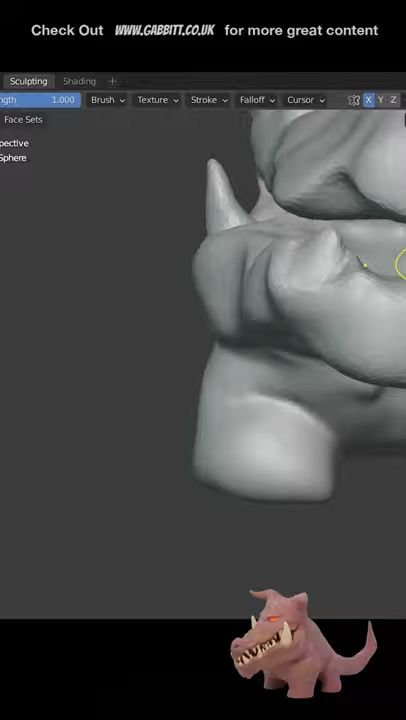 Check Out WWW.GABBITT.CO.UK for more great content
Sculpting Shading +
ngth 1.000 Brush Texture Stroke Falloff Cursor X Y Z
Face Sets
pective
Sphere